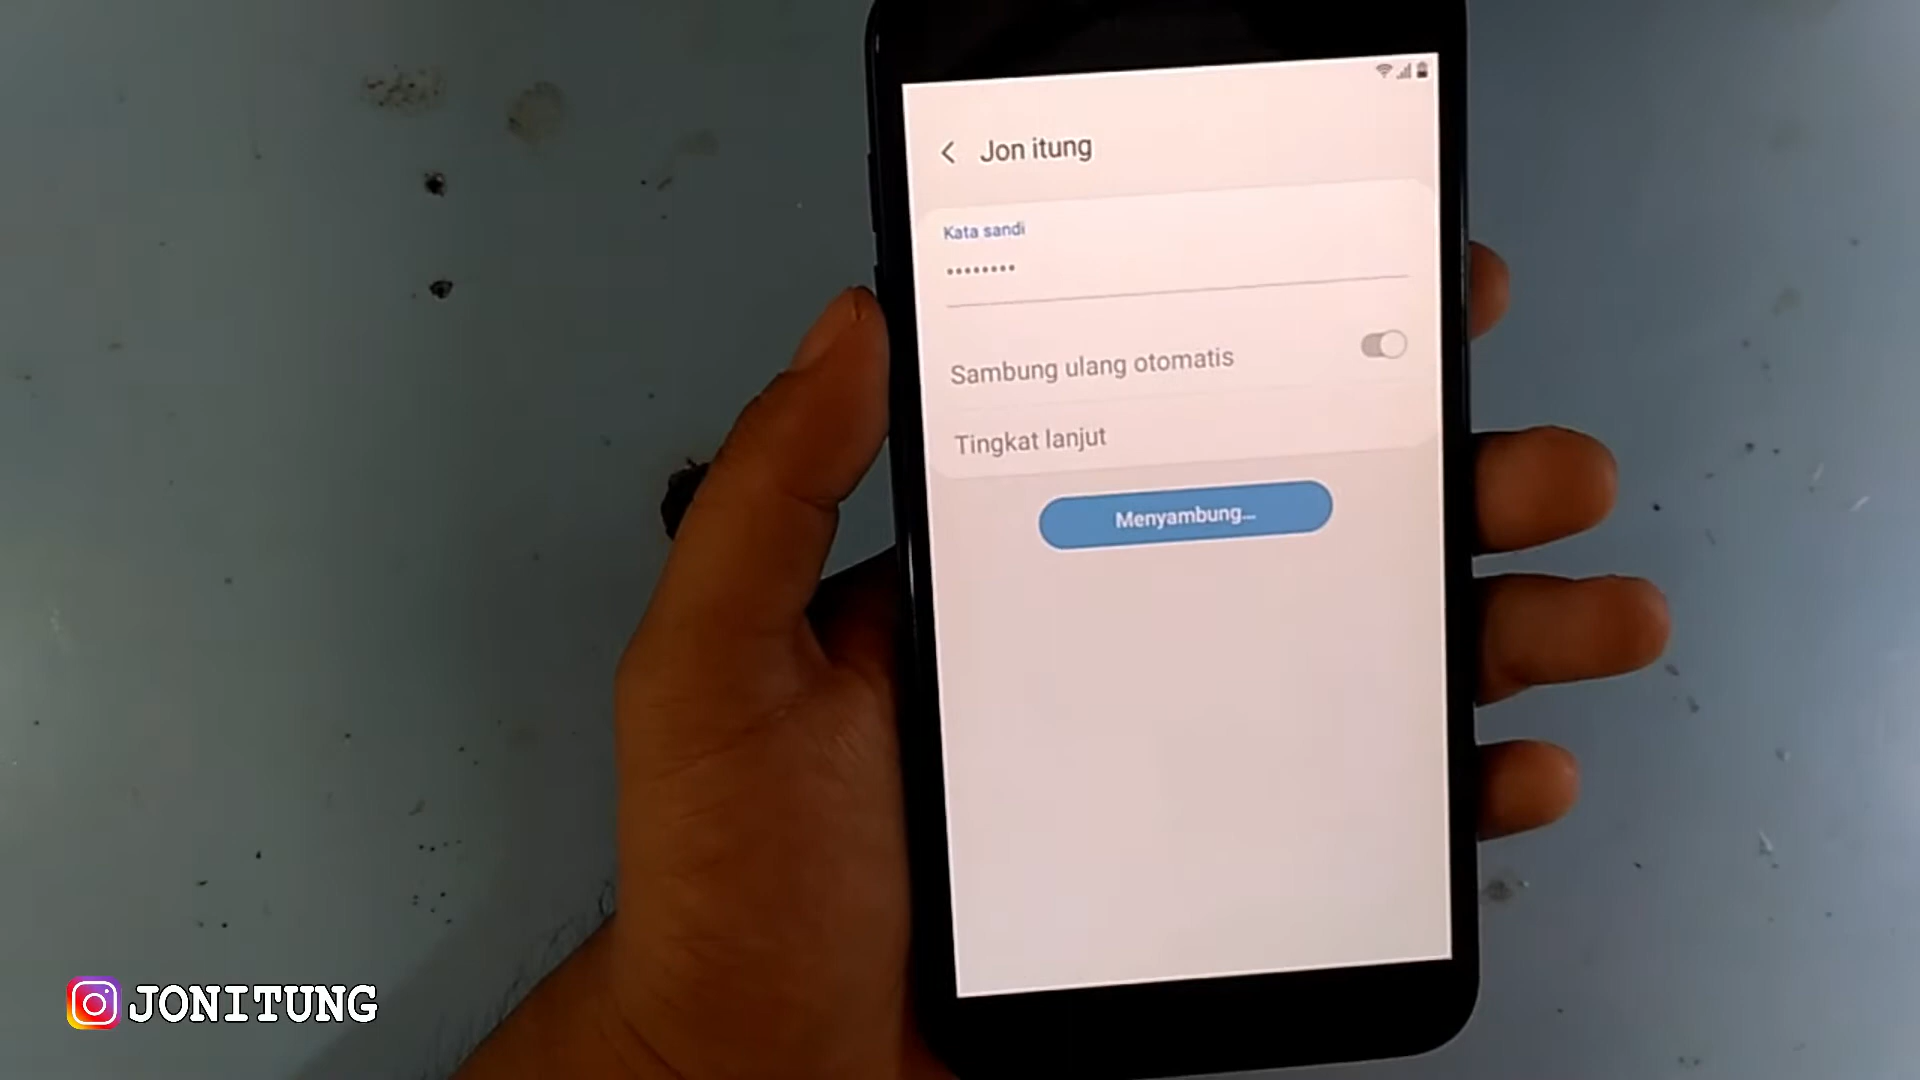 Jon itung
Kata sandi
••••••••
Sambung ulang otomatis
Tingkat lanjut
Menyambung...
JONITUNG